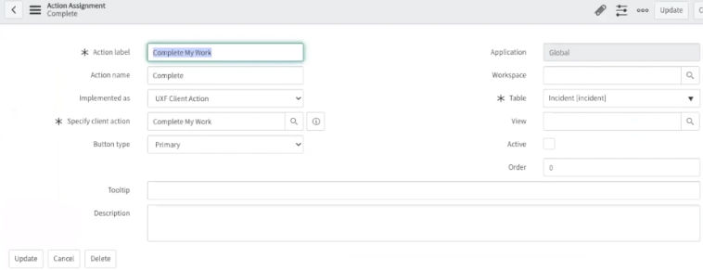 Action Assignment
Complete
Update
Action label
Complete My Work
Application
Global
Action name
Complete
Workspace
Implemented as
UXF Client Action
Table
Incident [incident]
Specify client action
Complete My Work
View
Button type
Primary
Active
Order
0
Tooltip
Description
Update
Cancel
Delete